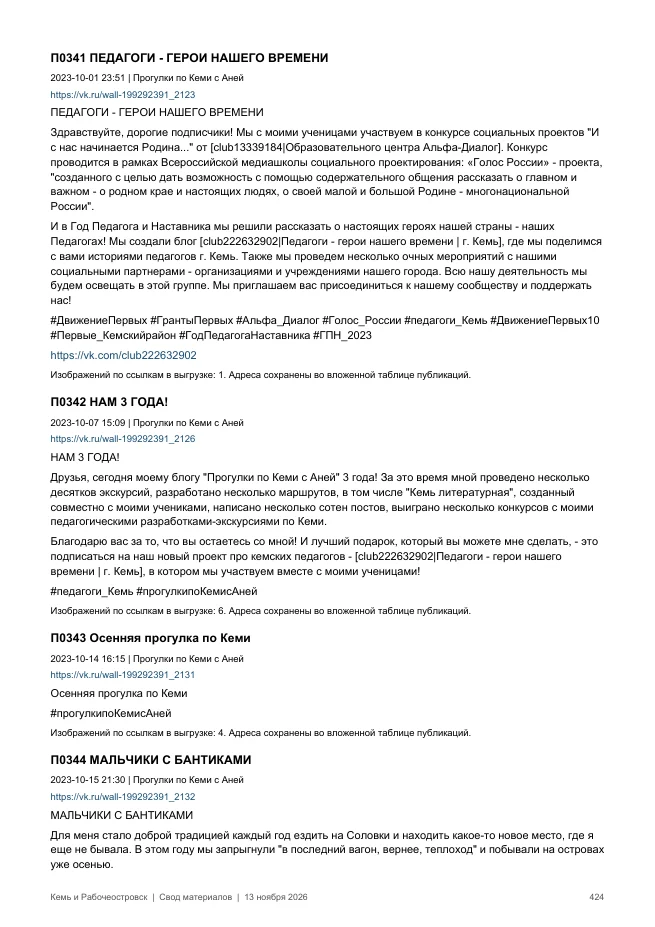 П0341 ПЕДАГОГИ - ГЕРОИ НАШЕГО ВРЕМЕНИ
2023-10-01 23:51 | Прогулки по Кеми с Аней
https://vk.ru/wall-199292391_2123
ПЕДАГОГИ - ГЕРОИ НАШЕГО ВРЕМЕНИ
Здравствуйте, дорогие подписчики! Мы с моими ученицами участвуем в конкурсе социальных проектов "И
с нас начинается Родина..." от [club13339184|Образовательного центра Альфа-Диалог]. Конкурс
проводится в рамках Всероссийской медиашколы социального проектирования: «Голос России» - проекта,
"созданного с целью дать возможность с помощью содержательного общения рассказать о главном и
важном - о родном крае и настоящих людях, о своей малой и большой Родине - многонациональной
России".
И в Год Педагога и Наставника мы решили рассказать о настоящих героях нашей страны - наших
Педагогах! Мы создали блог [club222632902|Педагоги - герои нашего времени | г. Кемь], где мы поделимся
с вами историями педагогов г. Кемь. Также мы проведем несколько очных мероприятий с нашими
социальными партнерами - организациями и учреждениями нашего города. Всю нашу деятельность мы
будем освещать в этой группе. Мы приглашаем вас присоединиться к нашему сообществу и поддержать
нас!
#ДвижениеПервых #ГрантыПервых #Альфа_Диалог #Голос_России #педагоги_Кемь #ДвижениеПервых10
#Первые_Кемскийрайон #ГодПедагогаНаставника #ГПН_2023
https://vk.com/club222632902
Изображений по ссылкам в выгрузке: 1. Адреса сохранены во вложенной таблице публикаций.
П0342 НАМ 3 ГОДА!
2023-10-07 15:09 | Прогулки по Кеми с Аней
https://vk.ru/wall-199292391_2126
НАМ 3 ГОДА!
Друзья, сегодня моему блогу "Прогулки по Кеми с Аней" 3 года! За это время мной проведено несколько
десятков экскурсий, разработано несколько маршрутов, в том числе "Кемь литературная", созданный
совместно с моими учениками, написано несколько сотен постов, выиграно несколько конкурсов с моими
педагогическими разработками-экскурсиями по Кеми.
Благодарю вас за то, что вы остаетесь со мной! И лучший подарок, который вы можете мне сделать, - это
подписаться на наш новый проект про кемских педагогов - [club222632902|Педагоги - герои нашего
времени | г. Кемь], в котором мы участвуем вместе с моими ученицами!
#педагоги_Кемь #прогулкипоКемисАней
Изображений по ссылкам в выгрузке: 6. Адреса сохранены во вложенной таблице публикаций.
П0343 Осенняя прогулка по Кеми
2023-10-14 16:15 | Прогулки по Кеми с Аней
https://vk.ru/wall-199292391_2131
Осенняя прогулка по Кеми
#прогулкипоКемисАней
Изображений по ссылкам в выгрузке: 4. Адреса сохранены во вложенной таблице публикаций.
П0344 МАЛЬЧИКИ С БАНТИКАМИ
2023-10-15 21:30 | Прогулки по Кеми с Аней
https://vk.ru/wall-199292391_2132
МАЛЬЧИКИ С БАНТИКАМИ
Для меня стало доброй традицией каждый год ездить на Соловки и находить какое-то новое место, где я
еще не бывала. В этом году мы запрыгнули "в последний вагон, вернее, теплоход" и побывали на островах
уже осенью.
Кемь и Рабочеостровск | Свод материалов | 13 ноября 2026
424